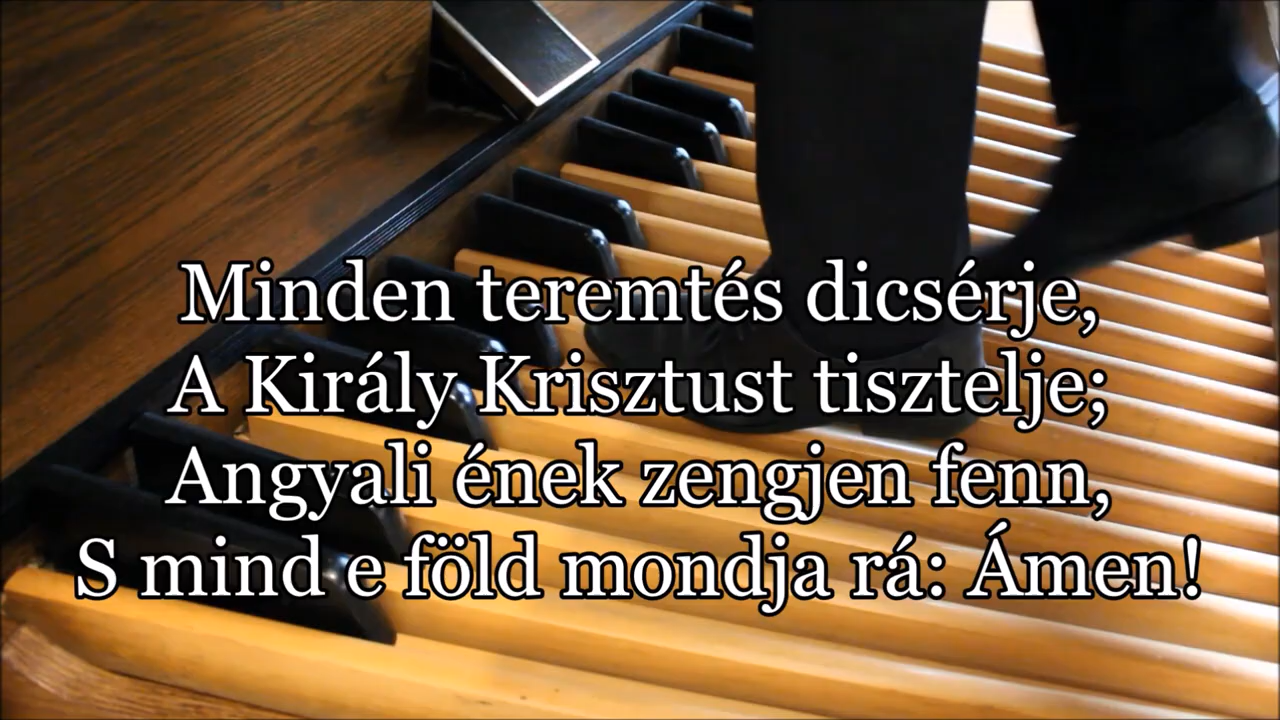 Minden teremtés dicsérje,
A Király Krisztust tisztelje;
Angyali ének zengjen fenn,
S mind e föld mondja rá: Ámen!